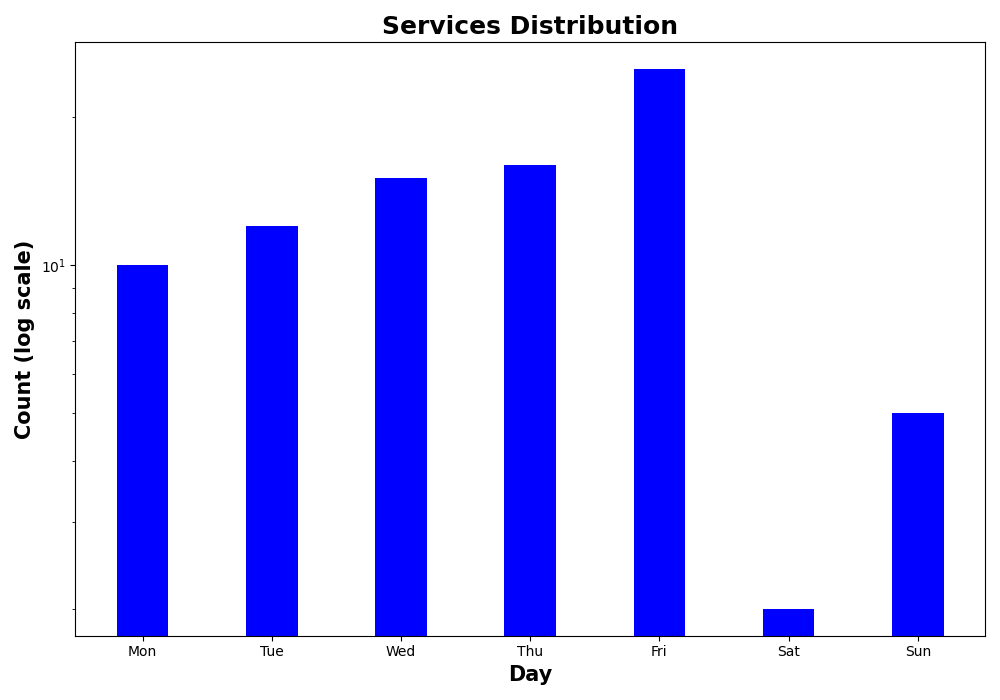 Services Distribution
Count (log scale)
10¹
Mon Tue Wed Thu Fri Sat Sun
Day